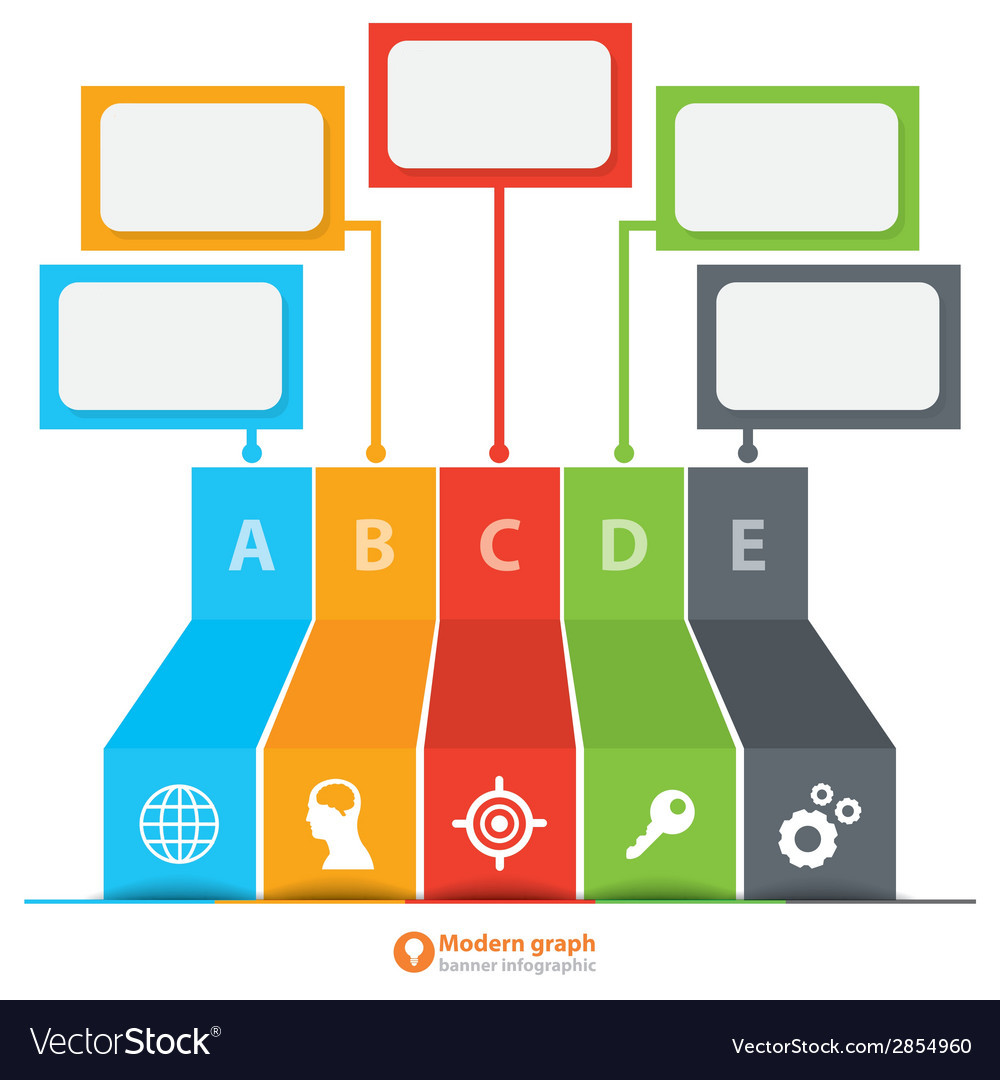 A B C D E
Modern graph
banner infographic
VectorStock®
VectorStock.com/2854960